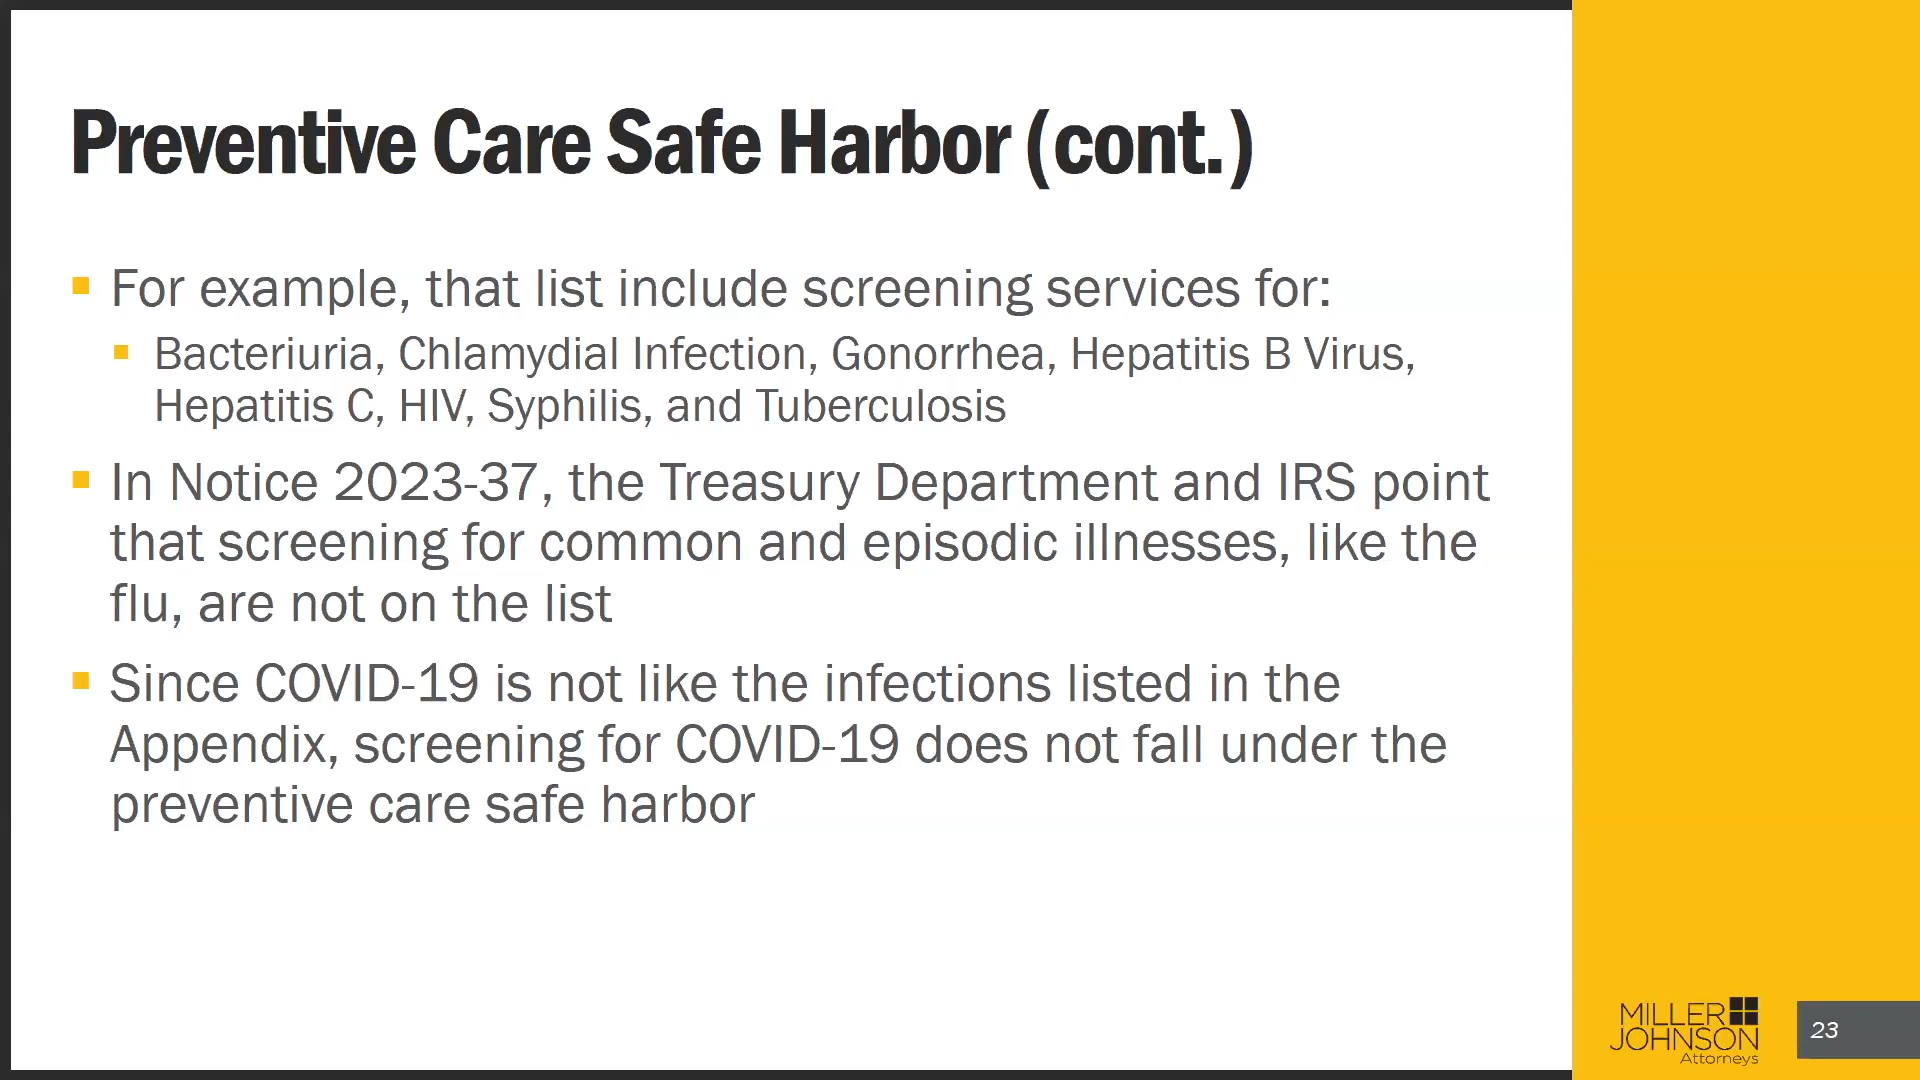 Preventive Care Safe Harbor (cont.)
For example, that list include screening services for:
Bacteriuria, Chlamydial Infection, Gonorrhea, Hepatitis B Virus,
Hepatitis C, HIV, Syphilis, and Tuberculosis
In Notice 2023-37, the Treasury Department and IRS point
that screening for common and episodic illnesses, like the
flu, are not on the list
Since COVID-19 is not like the infections listed in the
Appendix, screening for COVID-19 does not fall under the
preventive care safe harbor
MILLER
JOHNSON
Attorneys
23